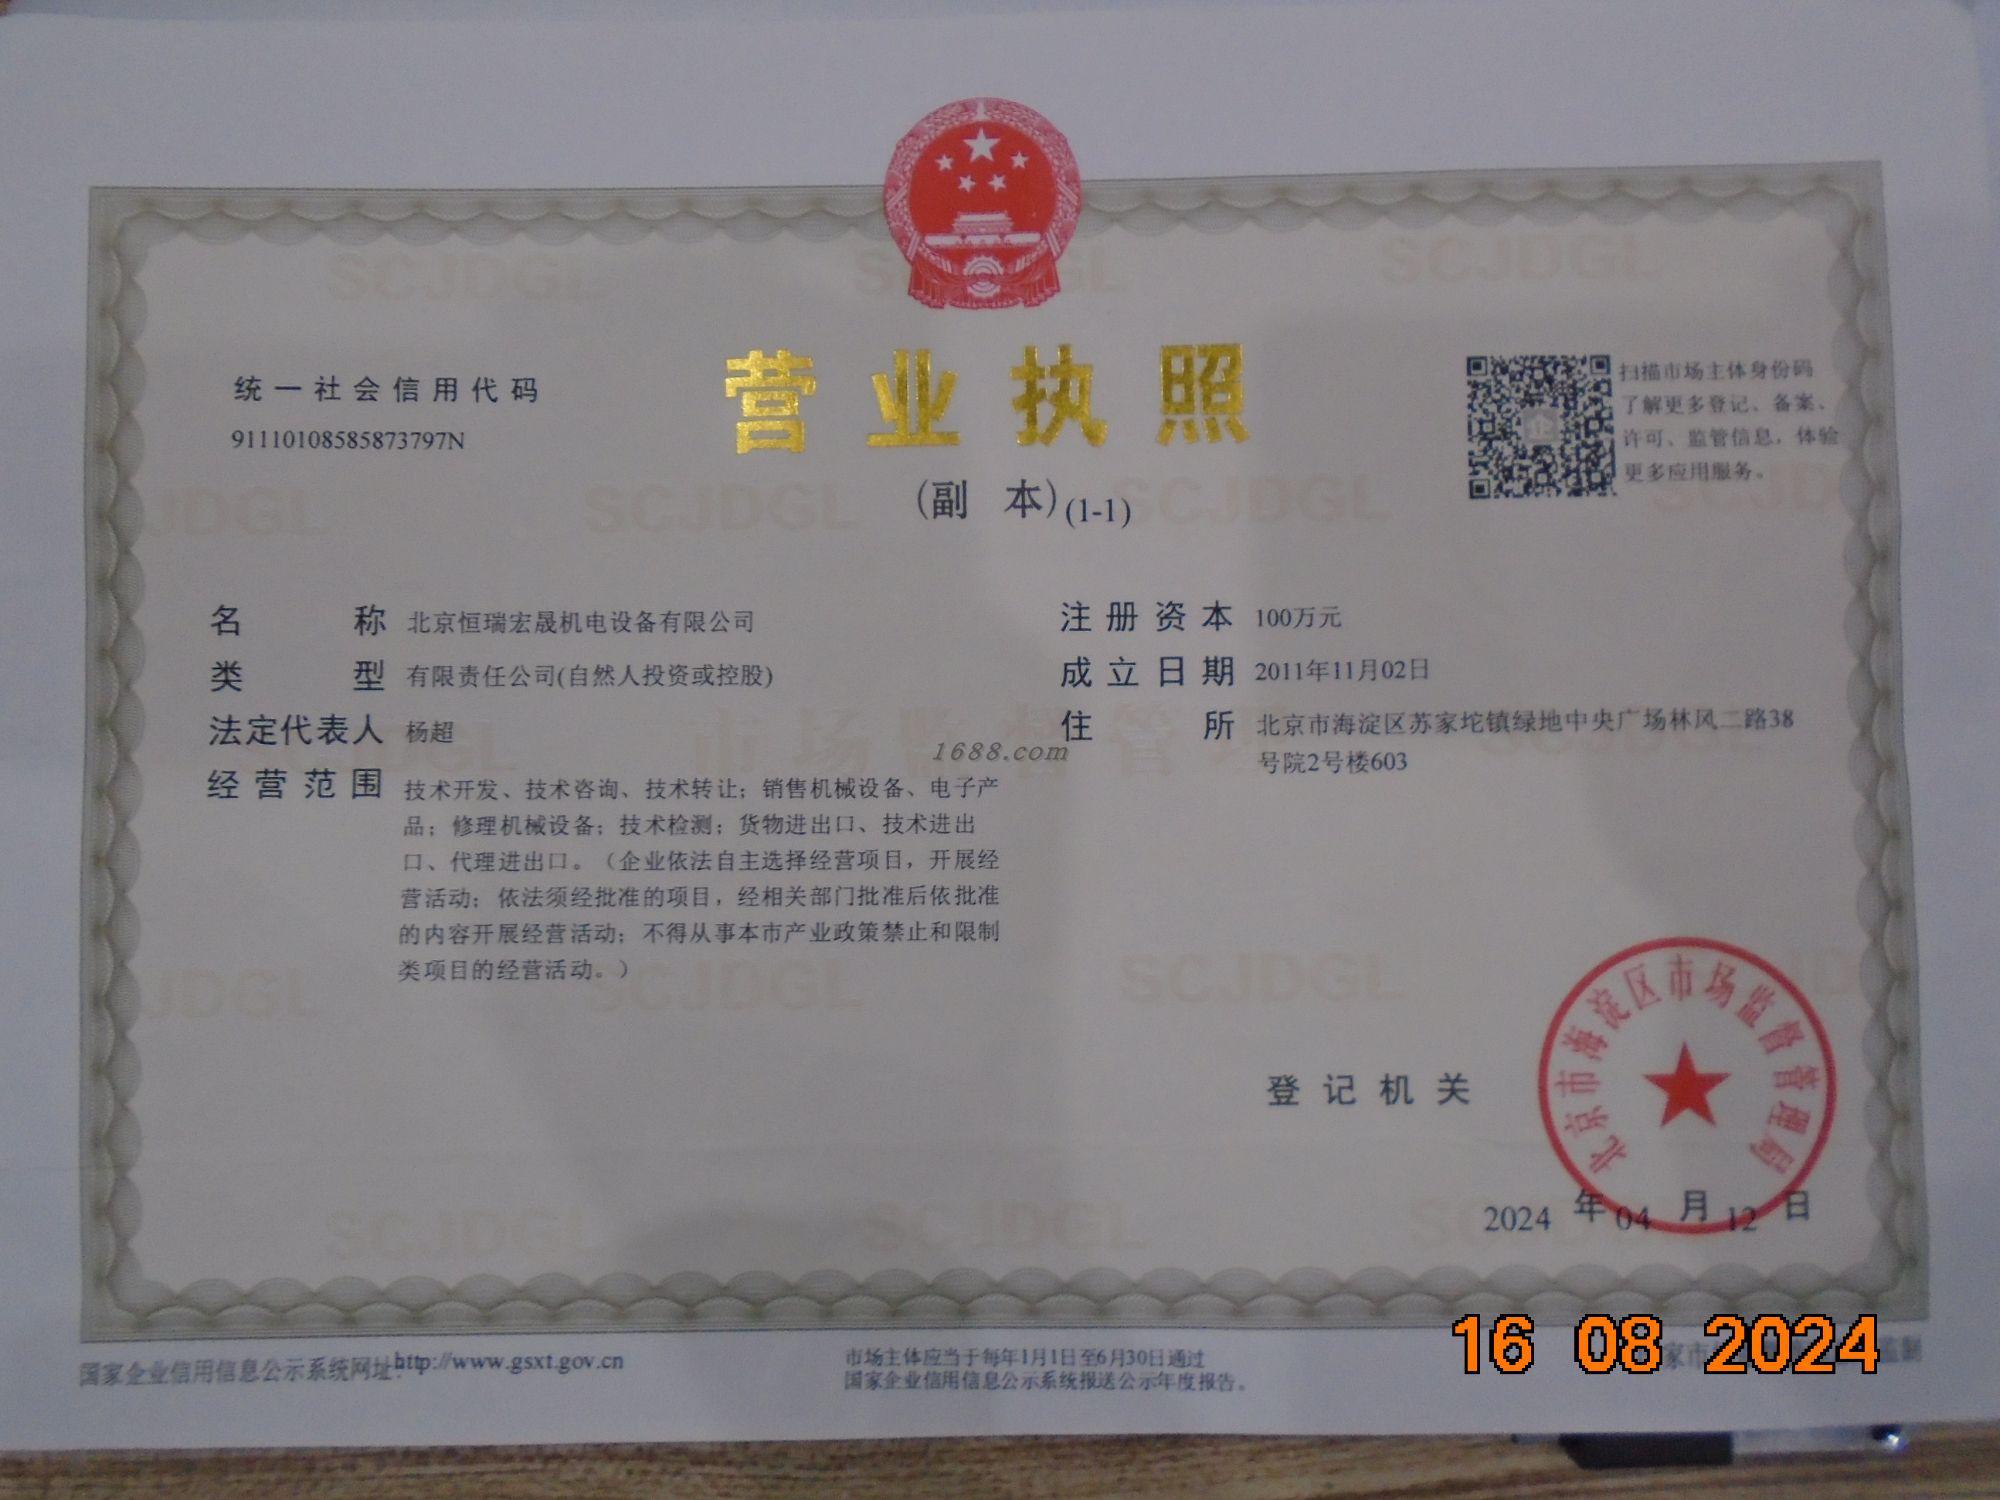 统一社会信用代码
91110108585873797N
营业执照
(副 本)(1-1)
扫描市场主体身份码
了解更多登记、备案、
许可、监管信息，体验
更多应用服务。
名 称 北京恒瑞宏晟机电设备有限公司
类 型 有限责任公司(自然人投资或控股)
法定代表人 杨超
经营范围 技术开发、技术咨询、技术转让；销售机械设备、电子产
品；修理机械设备；技术检测；货物进出口、技术进出
口、代理进出口。（企业依法自主选择经营项目，开展经
营活动；依法须经批准的项目，经相关部门批准后依批准
的内容开展经营活动；不得从事本市产业政策禁止和限制
类项目的经营活动。）
注册资本 100万元
成立日期 2011年11月02日
住 所 北京市海淀区苏家坨镇绿地中央广场林风二路38
号院2号楼603
1688.com
登记机关
北京市海淀区市场监督管理局
2024 年 04 月 12 日
国家企业信用信息公示系统网址：http://www.gsxt.gov.cn
市场主体应当于每年1月1日至6月30日通过
国家企业信用信息公示系统报送公示年度报告。
16 08 2024
SCJDGL
市场监督管理